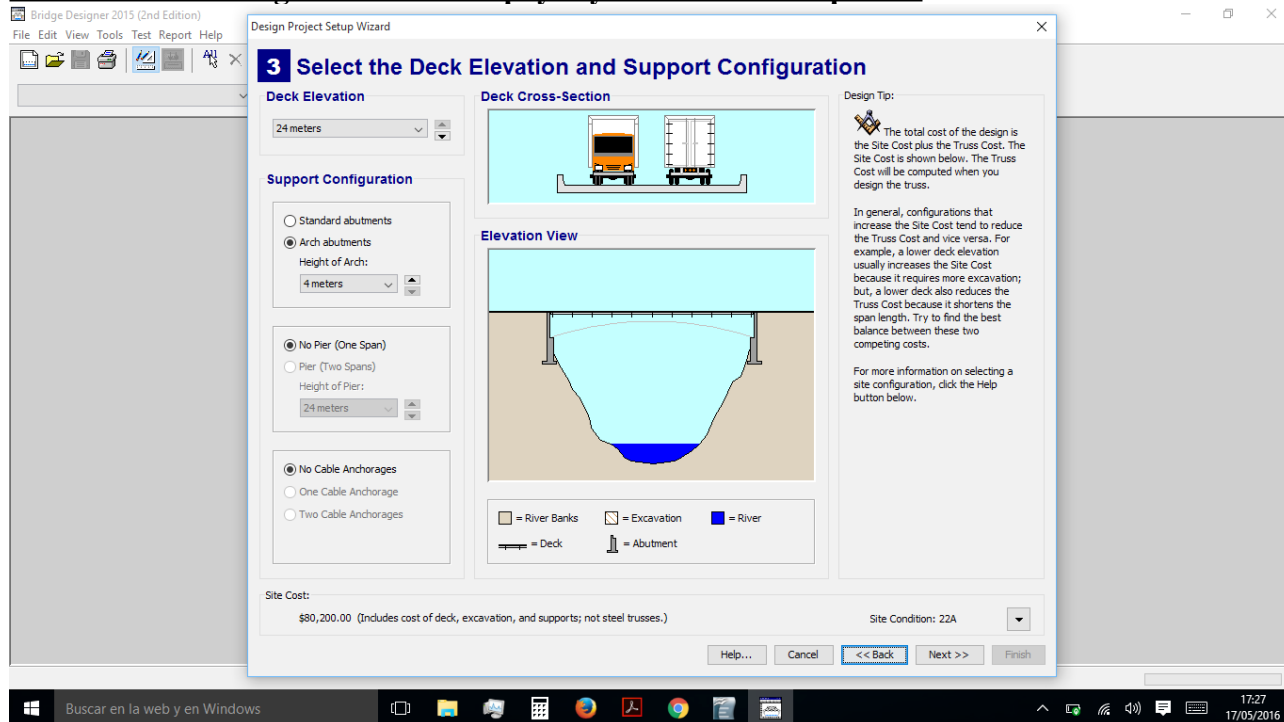 Bridge Designer 2015 (2nd Edition)
File Edit View Tools Test Report Help
Design Project Setup Wizard
3 Select the Deck Elevation and Support Configuration
Deck Elevation
24 meters
Support Configuration
Standard abutments
Arch abutments
Height of Arch:
4 meters
No Pier (One Span)
Pier (Two Spans)
Height of Pier:
24 meters
No Cable Anchorages
One Cable Anchorage
Two Cable Anchorages
Deck Cross-Section
Elevation View
= River Banks = Excavation = River
= Deck = Abutment
Design Tip:
The total cost of the design is
the Site Cost plus the Truss Cost. The
Site Cost is shown below. The Truss
Cost will be computed when you
design the truss.
In general, configurations that
increase the Site Cost tend to reduce
the Truss Cost and vice versa. For
example, a lower deck elevation
usually increases the Site Cost
because it requires more excavation;
but, a lower deck also reduces the
Truss Cost because it shortens the
span length. Try to find the best
balance between these two
competing costs.
For more information on selecting a
site configuration, click the Help
button below.
Site Cost:
$80,200.00 (Includes cost of deck, excavation, and supports; not steel trusses.)
Site Condition: 22A
Help... Cancel << Back Next >> Finish
Buscar en la web y en Windows
17:27
17/05/2016